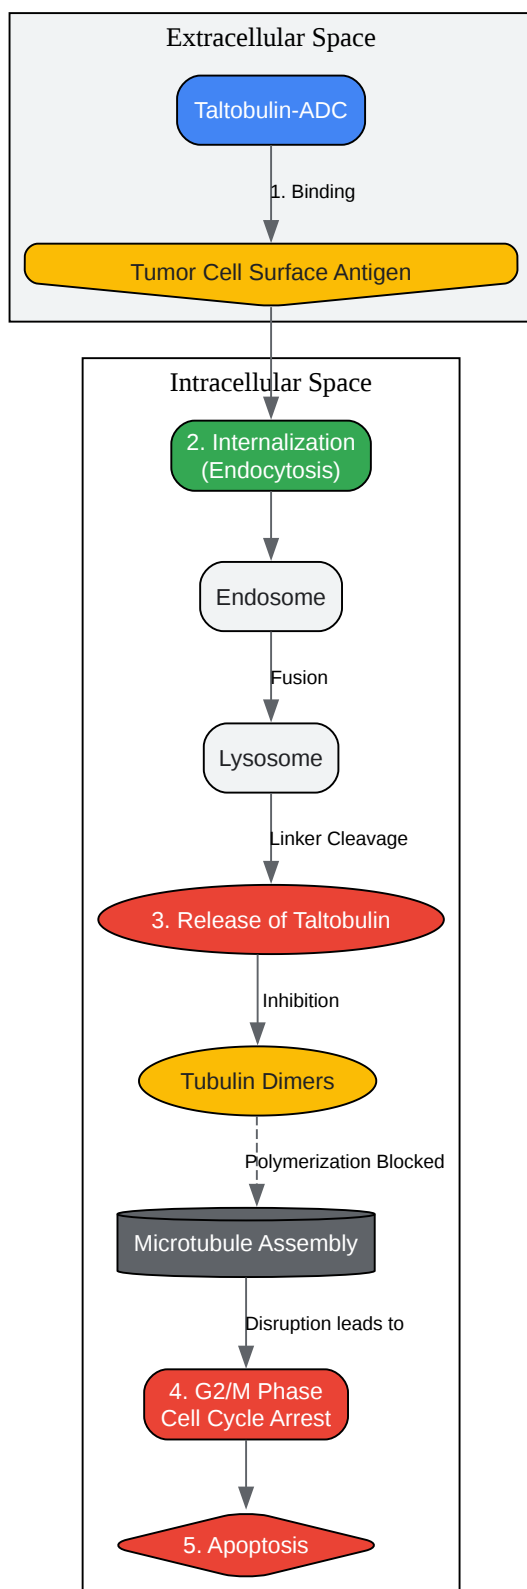 Extracellular Space
Taltobulin-ADC
1. Binding
Tumor Cell Surface Antigen
Intracellular Space
2. Internalization
(Endocytosis)
Endosome
Fusion
Lysosome
Linker Cleavage
3. Release of Taltobulin
Inhibition
Tubulin Dimers
Polymerization Blocked
Microtubule Assembly
Disruption leads to
4. G2/M Phase
Cell Cycle Arrest
5. Apoptosis